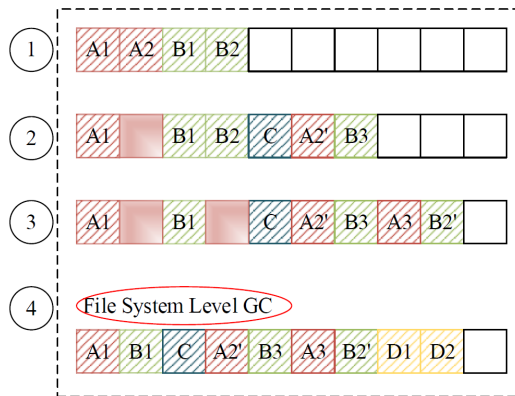 1 A1 A2 B1 B2
2 A1 B1 B2 C A2' B3
3 A1 B1 C A2' B3 A3 B2'
4 File System Level GC
A1 B1 C A2' B3 A3 B2' D1 D2